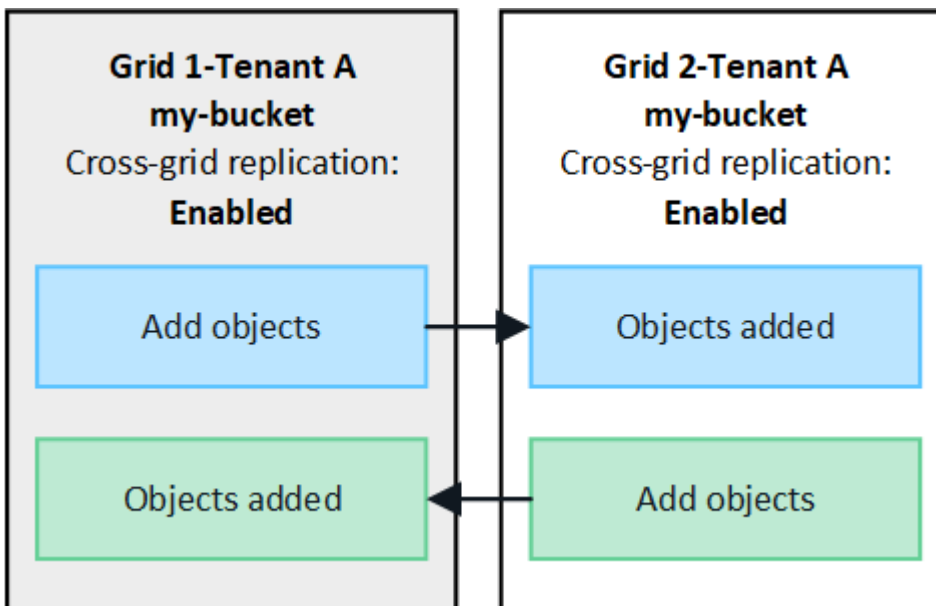 Grid 1-Tenant A
my-bucket
Cross-grid replication:
Enabled
Add objects
Objects added
Grid 2-Tenant A
my-bucket
Cross-grid replication:
Enabled
Objects added
Add objects